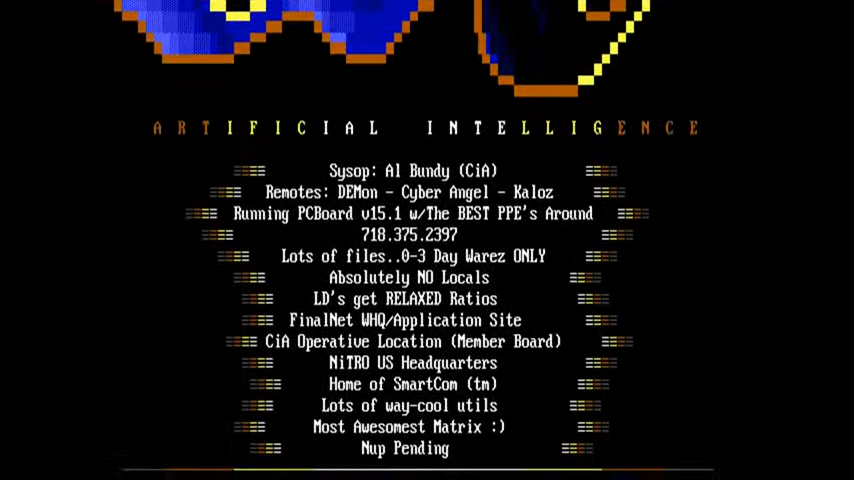 ARTIFICIAL INTELLIGENCE
Sysop: Al Bundy (CiA)
Remotes: DEMon - Cyber Angel - Kaloz
Running PCBoard v15.1 w/The BEST PPE's Around
718.375.2397
Lots of files..0-3 Day Warez ONLY
Absolutely NO Locals
LD's get RELAXED Ratios
FinalNet WHQ/Application Site
CiA Operative Location (Member Board)
NiTRO US Headquarters
Home of SmartCom (tm)
Lots of way-cool utils
Most Awesomest Matrix :)
Nup Pending